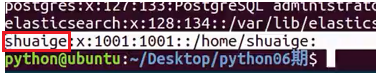 postgres:x:127:133:PostgreSQL administrato
elasticsearch:x:128:134::/var/lib/elastics
shuaige:x:1001:1001::/home/shuaige:
python@ubuntu:~/Desktop/python06期$